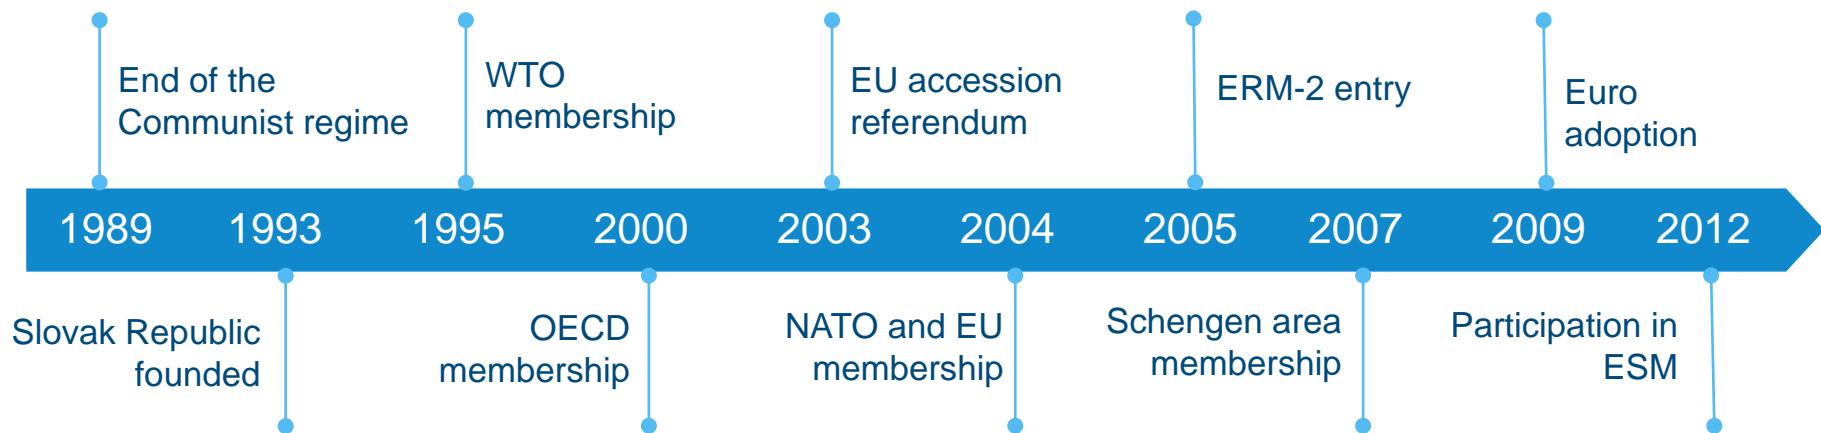 End of the
Communist regime
WTO
membership
EU accession
referendum
ERM-2 entry
Euro
adoption
1989 1993 1995 2000 2003 2004 2005 2007 2009 2012
Slovak Republic
founded
OECD
membership
NATO and EU
membership
Schengen area
membership
Participation in
ESM